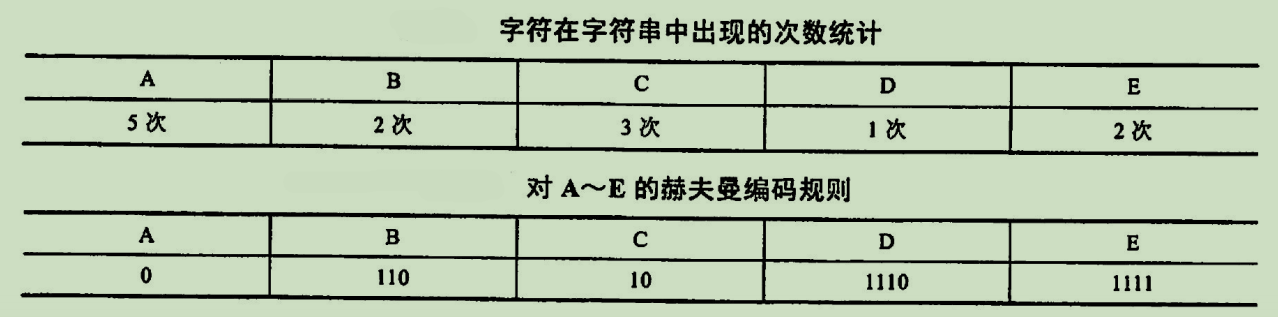 字符在字符串中出现的次数统计
A B C D E
5 次 2 次 3 次 1 次 2 次
对 A～E 的赫夫曼编码规则
A B C D E
0 110 10 1110 1111